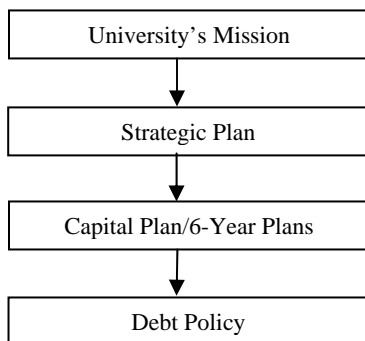 University’s Mission
Strategic Plan
Capital Plan/6-Year Plans
Debt Policy